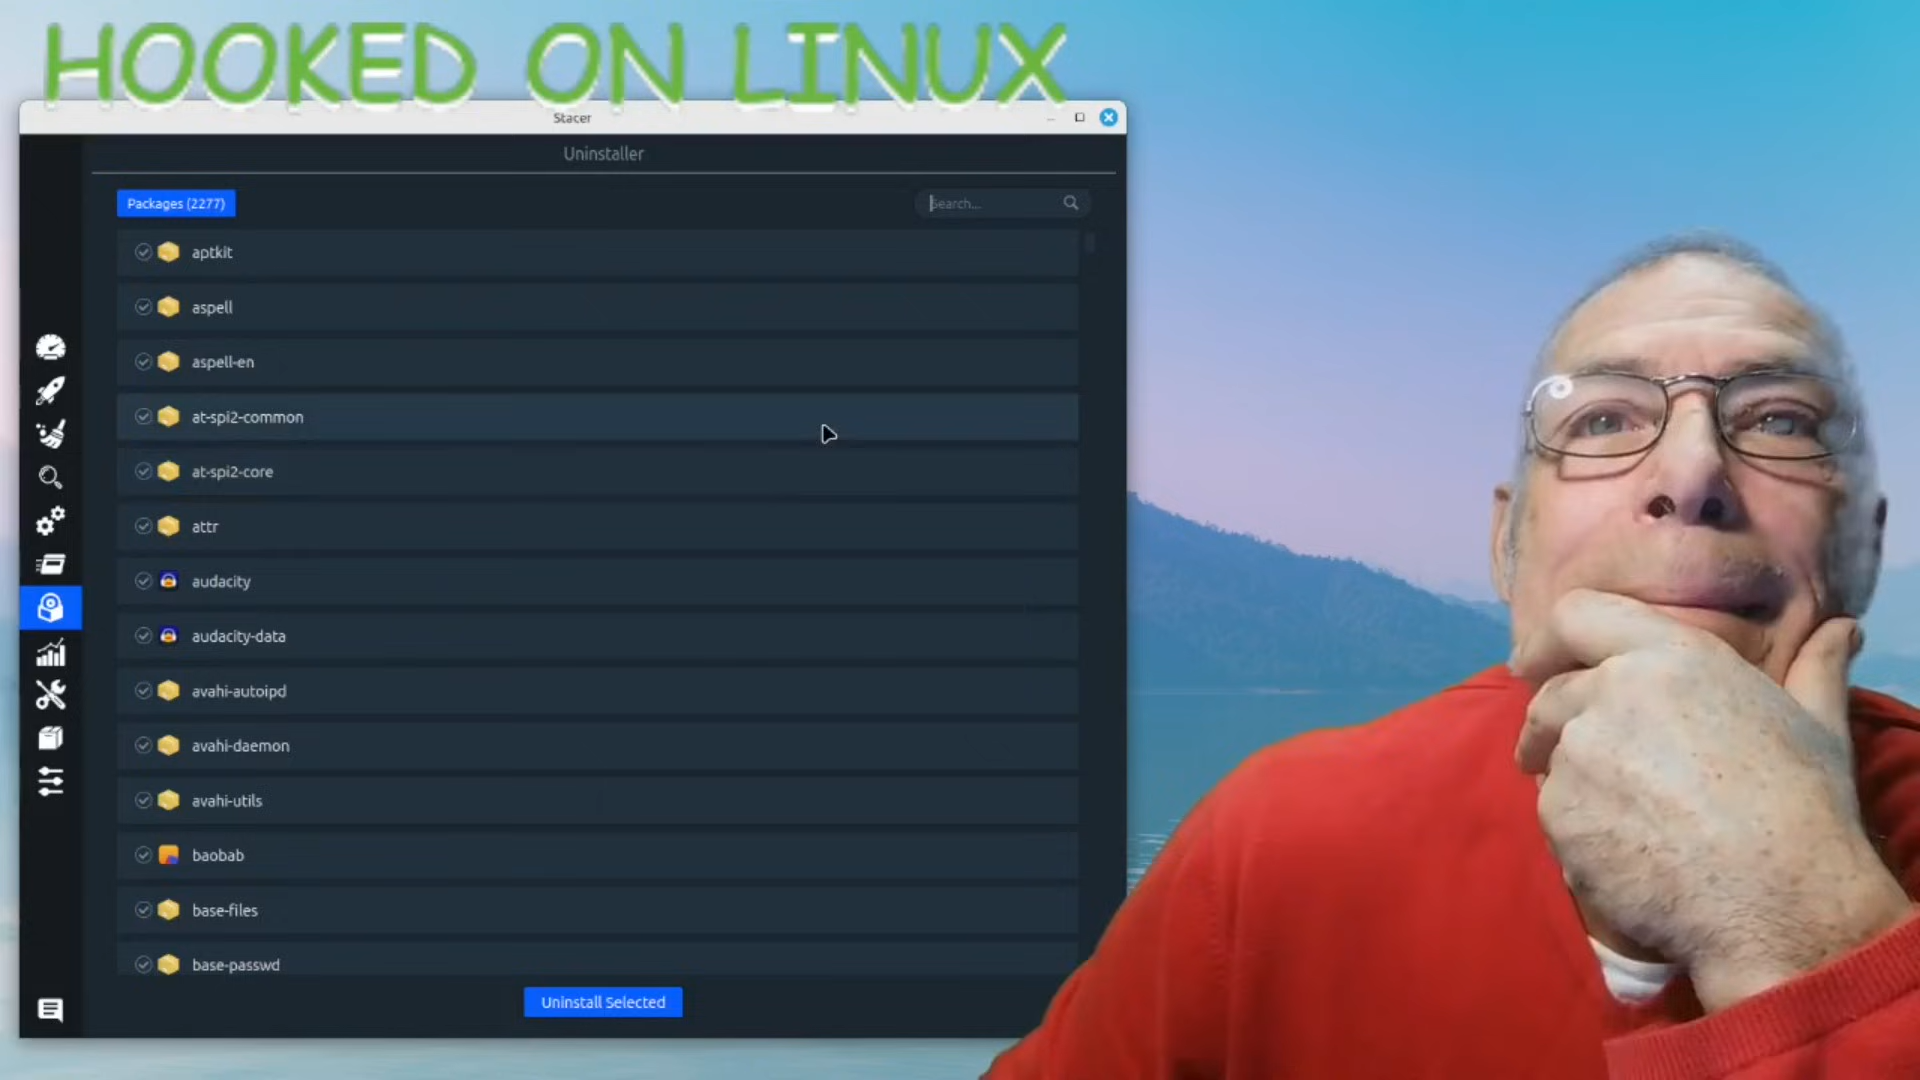 HOOKED ON LINUX
Stacer
Uninstaller
Packages (2277)
Search...
aptkit
aspell
aspell-en
at-spi2-common
at-spi2-core
attr
audacity
audacity-data
avahi-autoipd
avahi-daemon
avahi-utils
baobab
base-files
base-passwd
Uninstall Selected